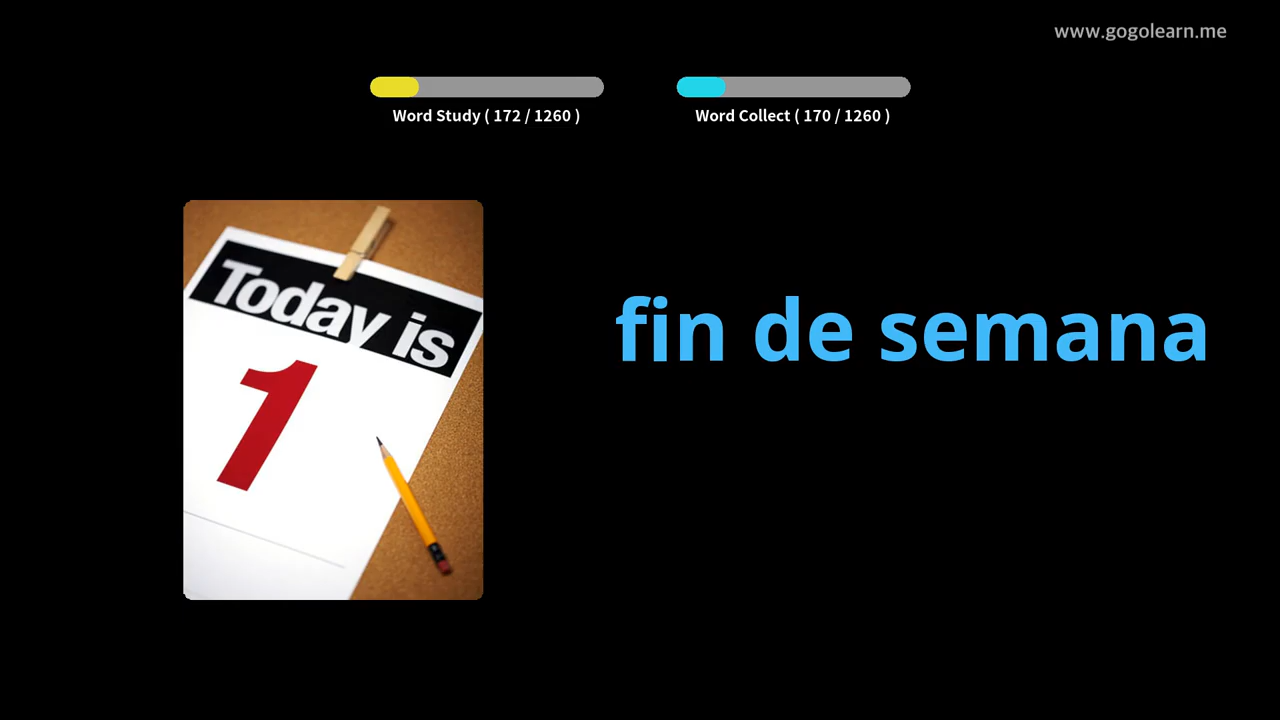 www.gogolearn.me
Word Study ( 172 / 1260 )
Word Collect ( 170 / 1260 )
Today is
1
fin de semana